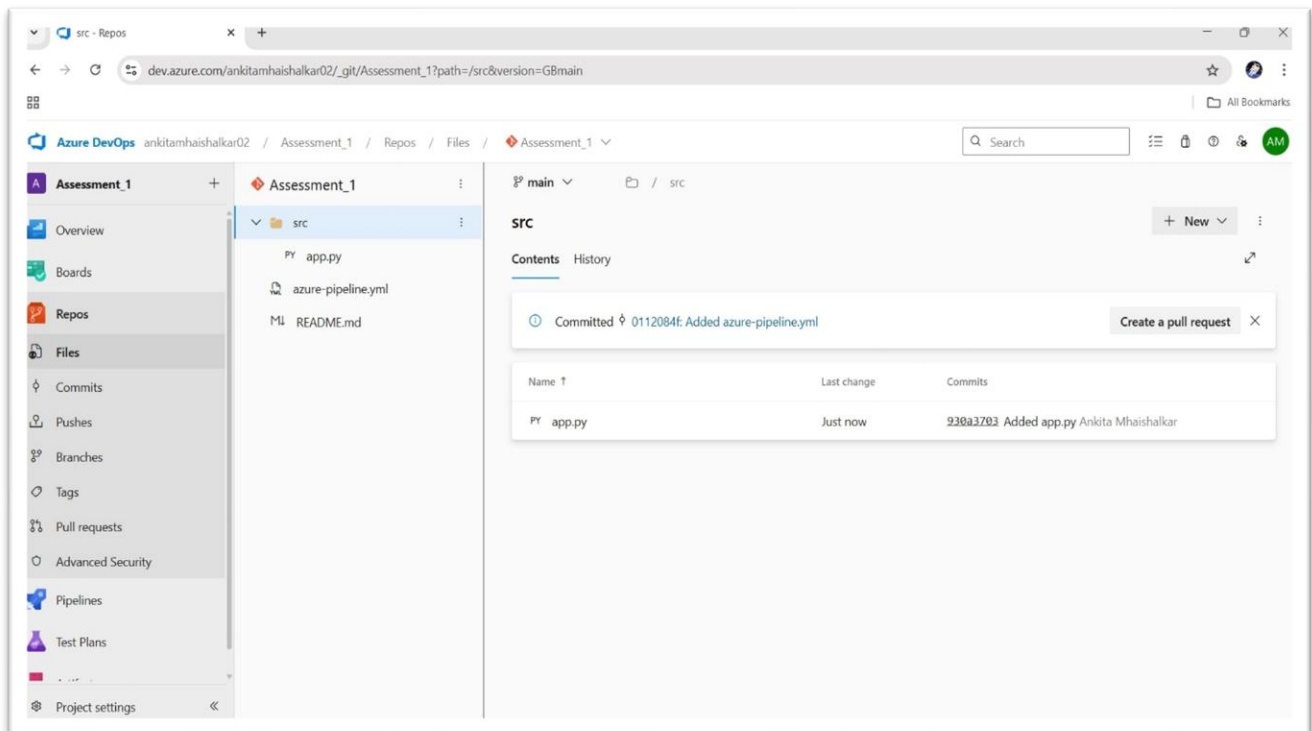 src - Repos
dev.azure.com/ankitamhaishalkar02/_git/Assessment_1?path=/src&version=GBmain
All Bookmarks
Azure DevOps ankitamhaishalkar02 / Assessment_1 / Repos / Files / Assessment_1
Search
AM
A Assessment_1
Overview
Boards
Repos
Files
Commits
Pushes
Branches
Tags
Pull requests
Advanced Security
Pipelines
Test Plans
Project settings
Assessment_1
src
PY app.py
azure-pipeline.yml
M↓ README.md
main / src
src
+ New
Contents History
Committed 0112084f: Added azure-pipeline.yml
Create a pull request
Name ↑ Last change Commits
PY app.py Just now 930a3703 Added app.py Ankita Mhaishalkar